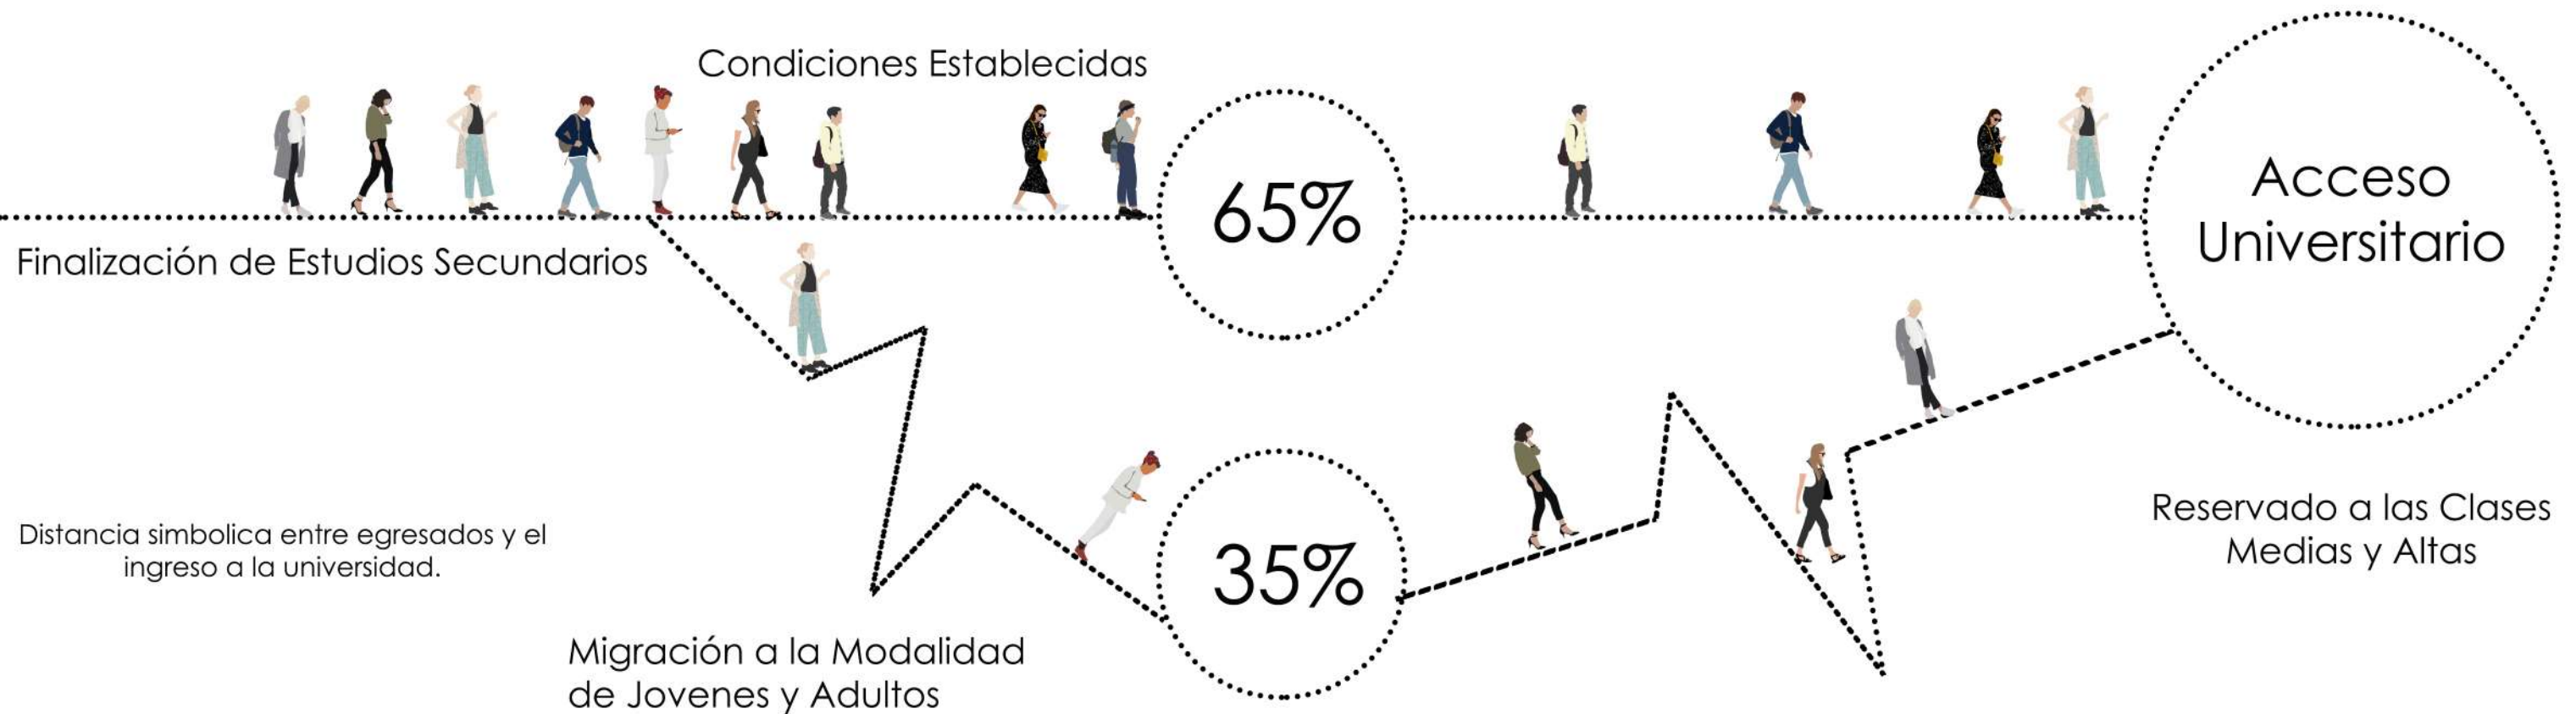 Condiciones Establecidas
65%
Acceso
Universitario
Finalización de Estudios Secundarios
Distancia simbolica entre egresados y el
ingreso a la universidad.
35%
Reservado a las Clases
Medias y Altas
Migración a la Modalidad
de Jovenes y Adultos